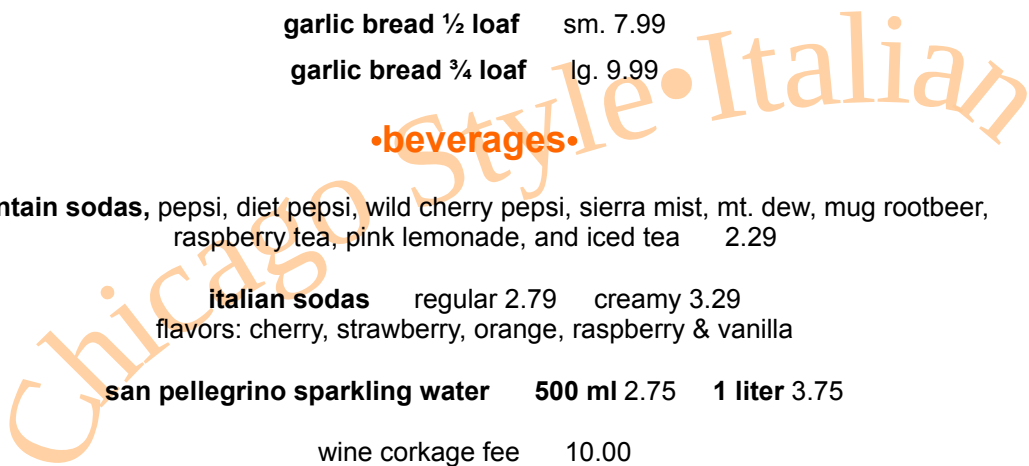 garlic bread ½ loaf sm. 7.99
garlic bread ¾ loaf lg. 9.99
•beverages•
sodas, pepsi, diet pepsi, wild cherry pepsi, sierra mist, mt. dew, mug rootbeer,
raspberry tea, pink lemonade, and iced tea 2.29
italian sodas regular 2.79 creamy 3.29
flavors: cherry, strawberry, orange, raspberry & vanilla
san pellegrino sparkling water 500 ml 2.75 1 liter 3.75
wine corkage fee 10.00
Chicago Style•Italian